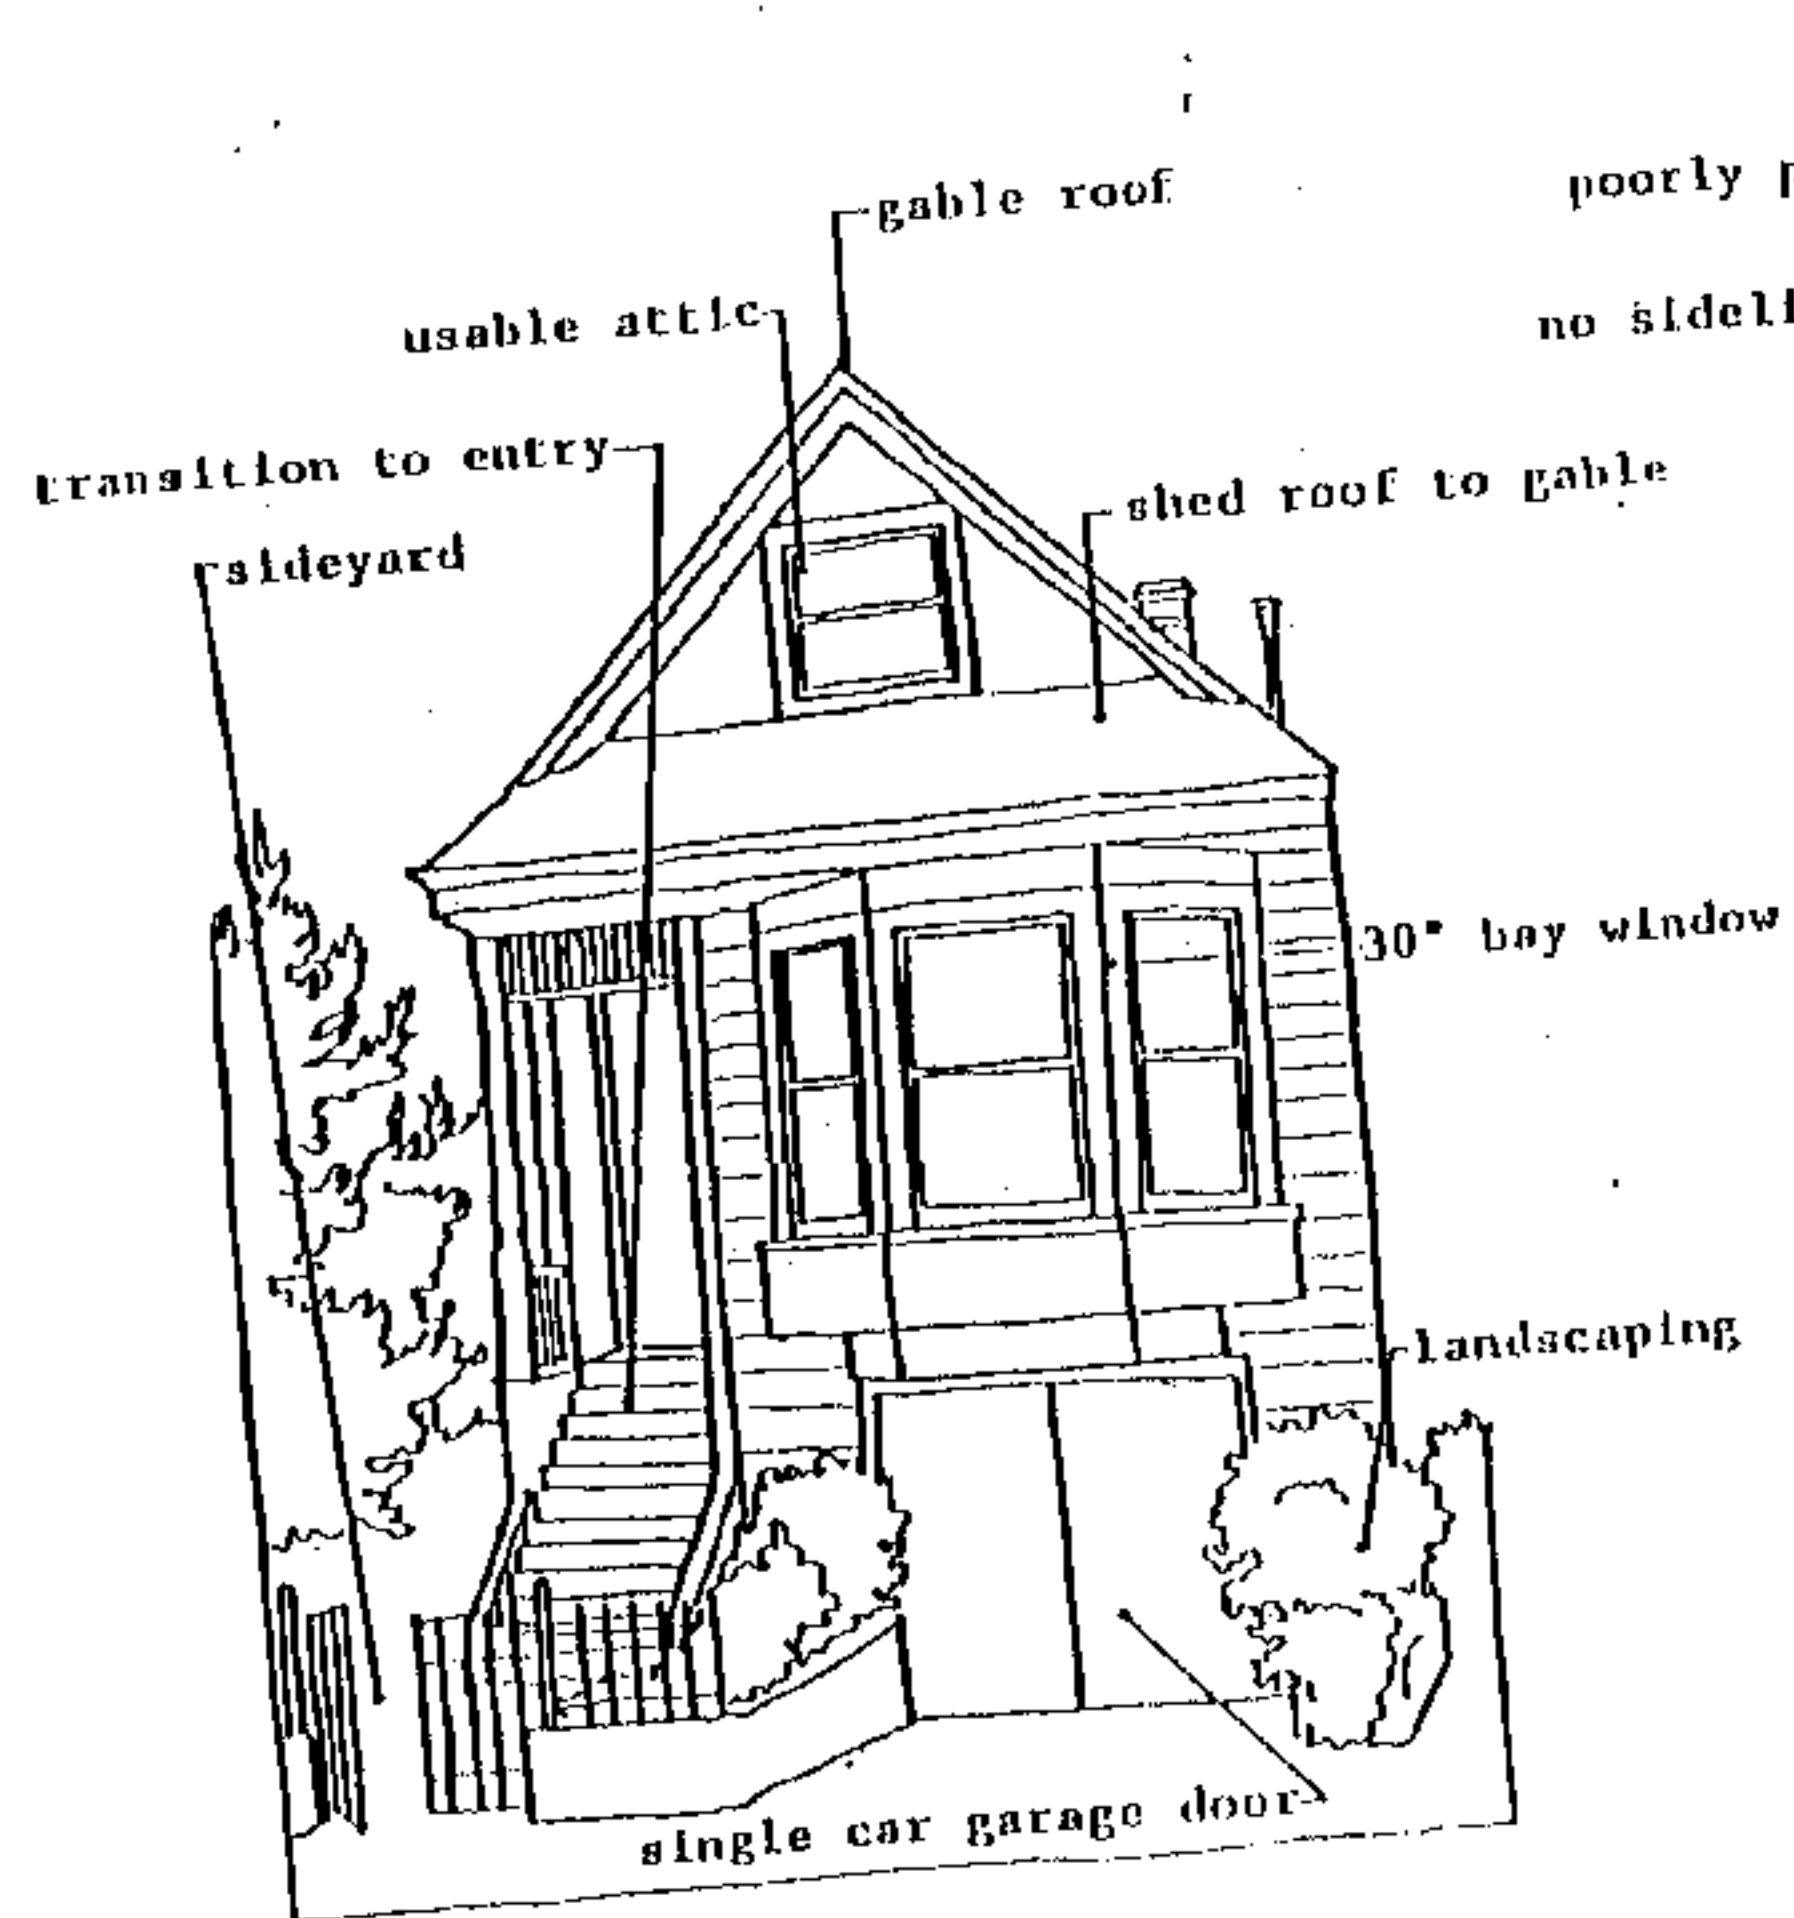 gable roof
poorly
usable attic
no
transition to entry
shed roof to gable
sideyard
30° bay window
landscaping
single car garage door